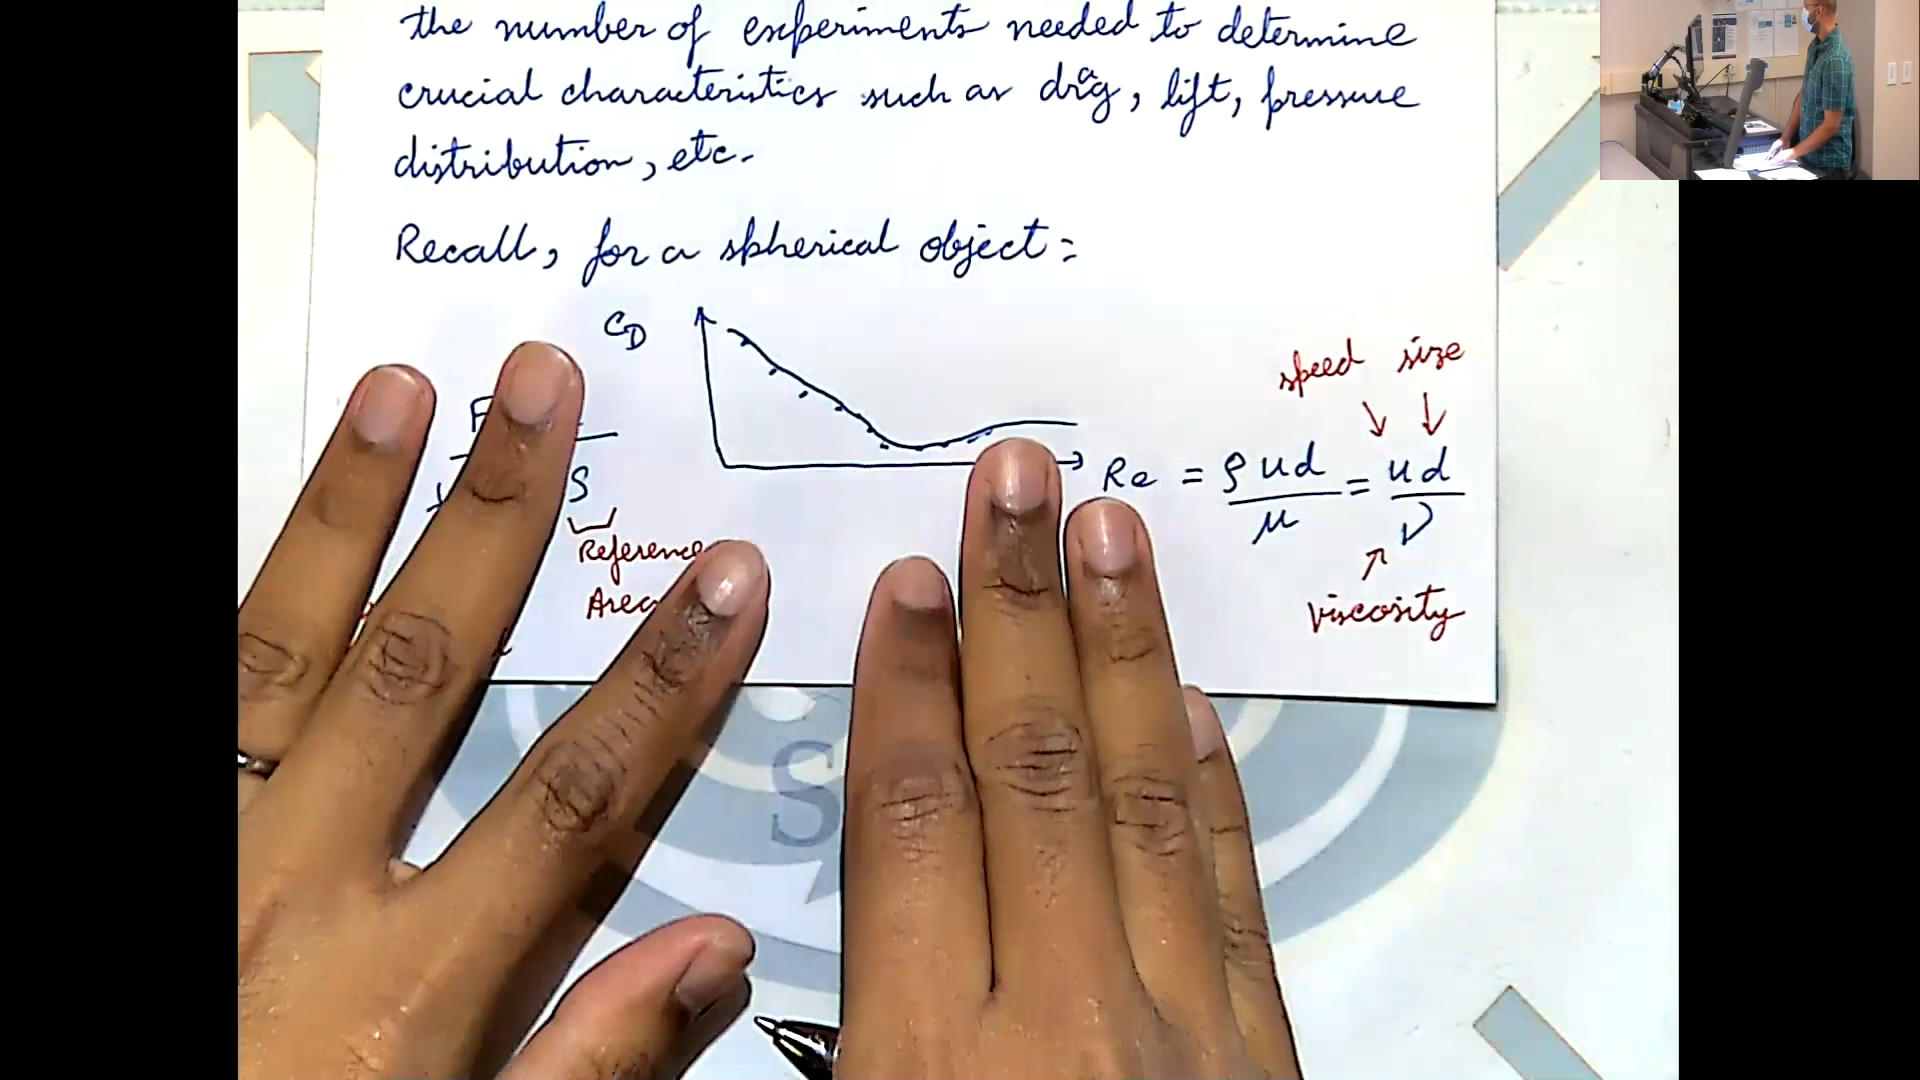 the number of experiments needed to determine
crucial characteristics such as drag, lift, pressure
distribution, etc.
Recall, for a spherical object:
C_D
speed size
Re = ρud/μ = ud/ν
S
Reference
Area
viscosity
S